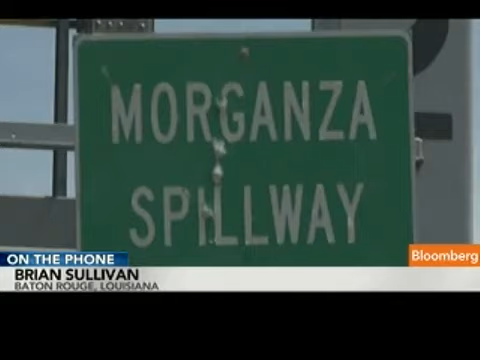 MORGANZA
SPILLWAY
Bloomberg
ON THE PHONE
BRIAN SULLIVAN
BATON ROUGE, LOUISIANA